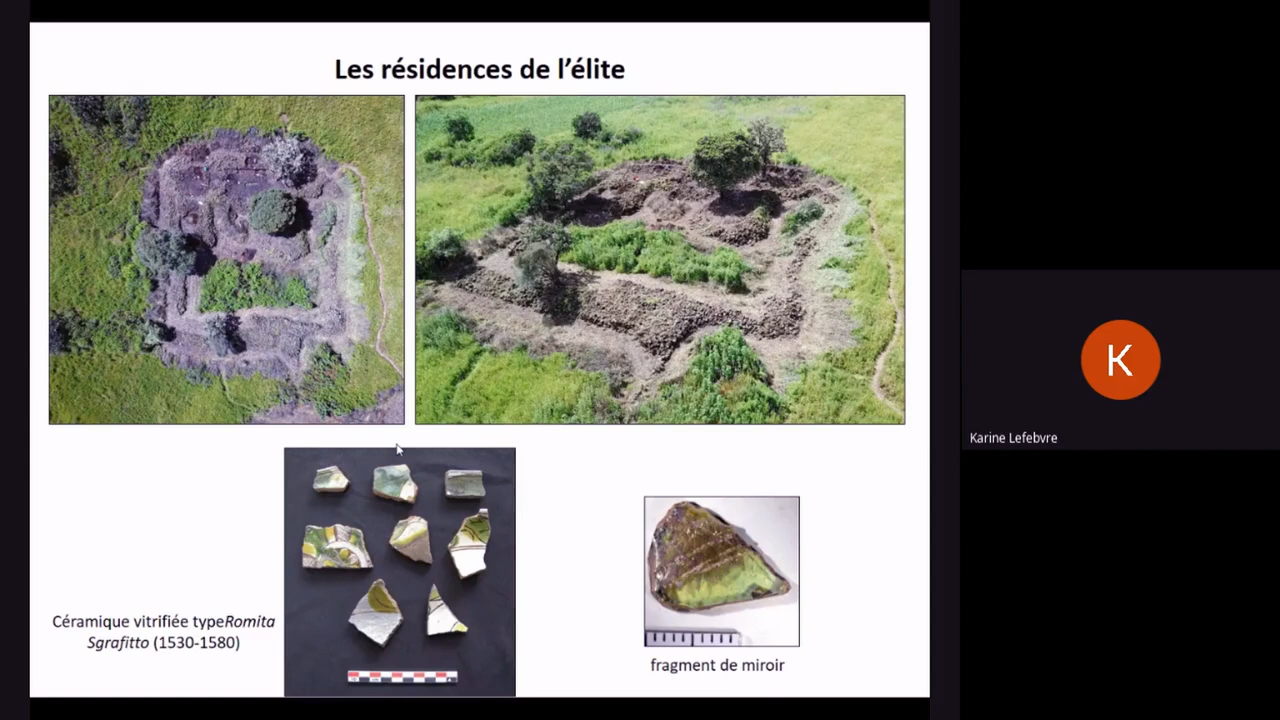 Les résidences de l'élite
Céramique vitrifiée typeRomita
Sgrafitto (1530-1580)
fragment de miroir
K
Karine Lefebvre